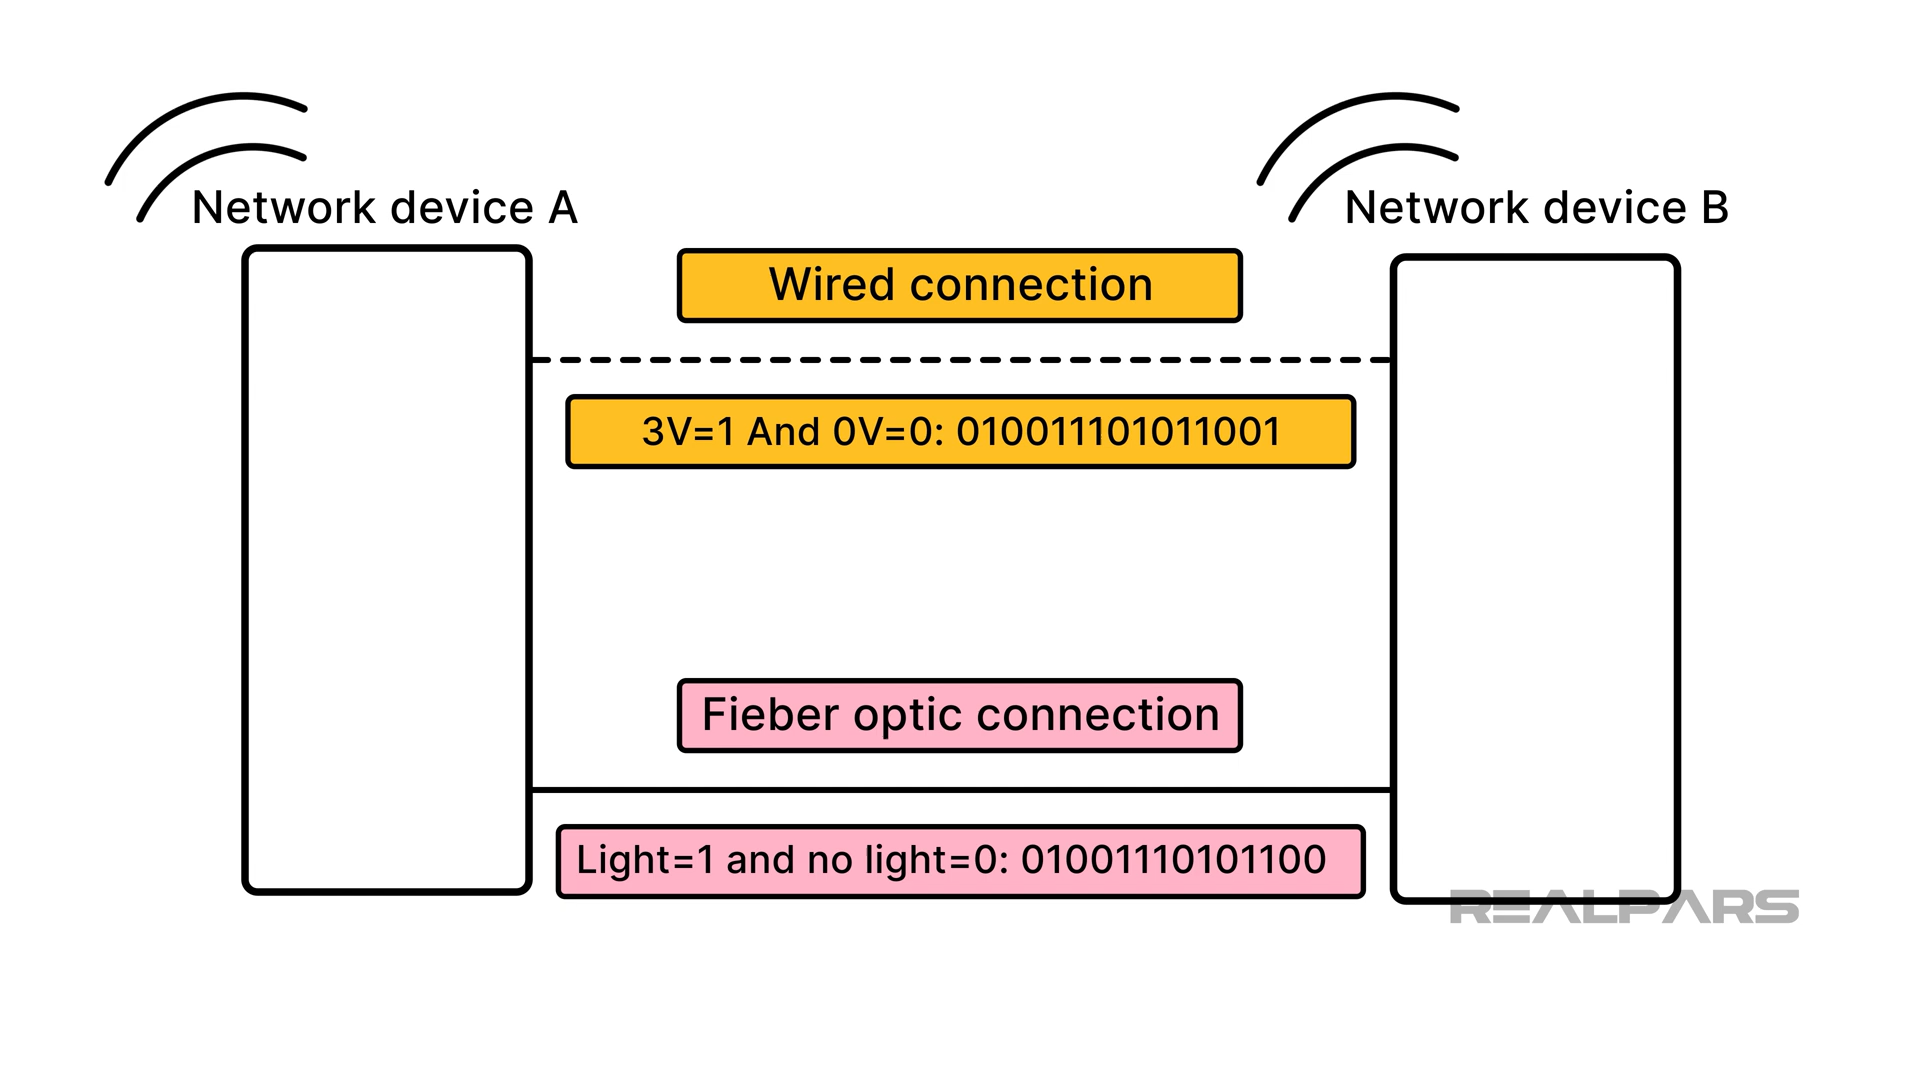 Network device A
Network device B
Wired connection
3V=1 And 0V=0: 010011101011001
Fieber optic connection
Light=1 and no light=0: 01001110101100
REALPARS